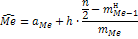 M̂e = a_Me + h · (n/2 − m^н_Me−1)/m_Me